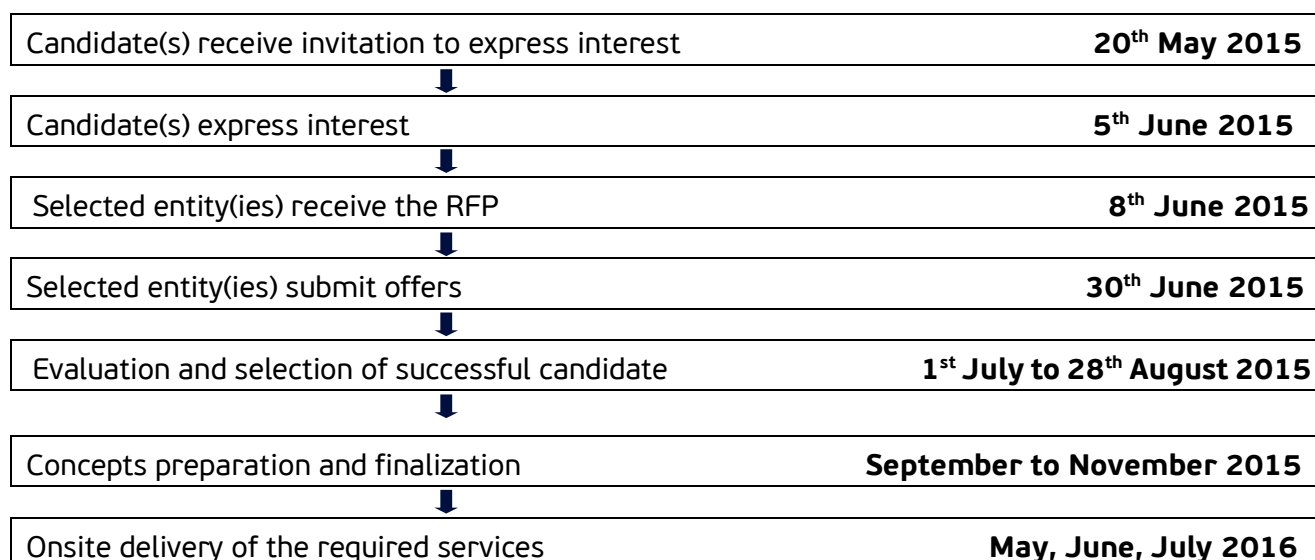 Candidate(s) receive invitation to express interest 20th May 2015
Candidate(s) express interest 5th June 2015
Selected entity(ies) receive the RFP 8th June 2015
Selected entity(ies) submit offers 30th June 2015
Evaluation and selection of successful candidate 1st July to 28th August 2015
Concepts preparation and finalization September to November 2015
Onsite delivery of the required services May, June, July 2016